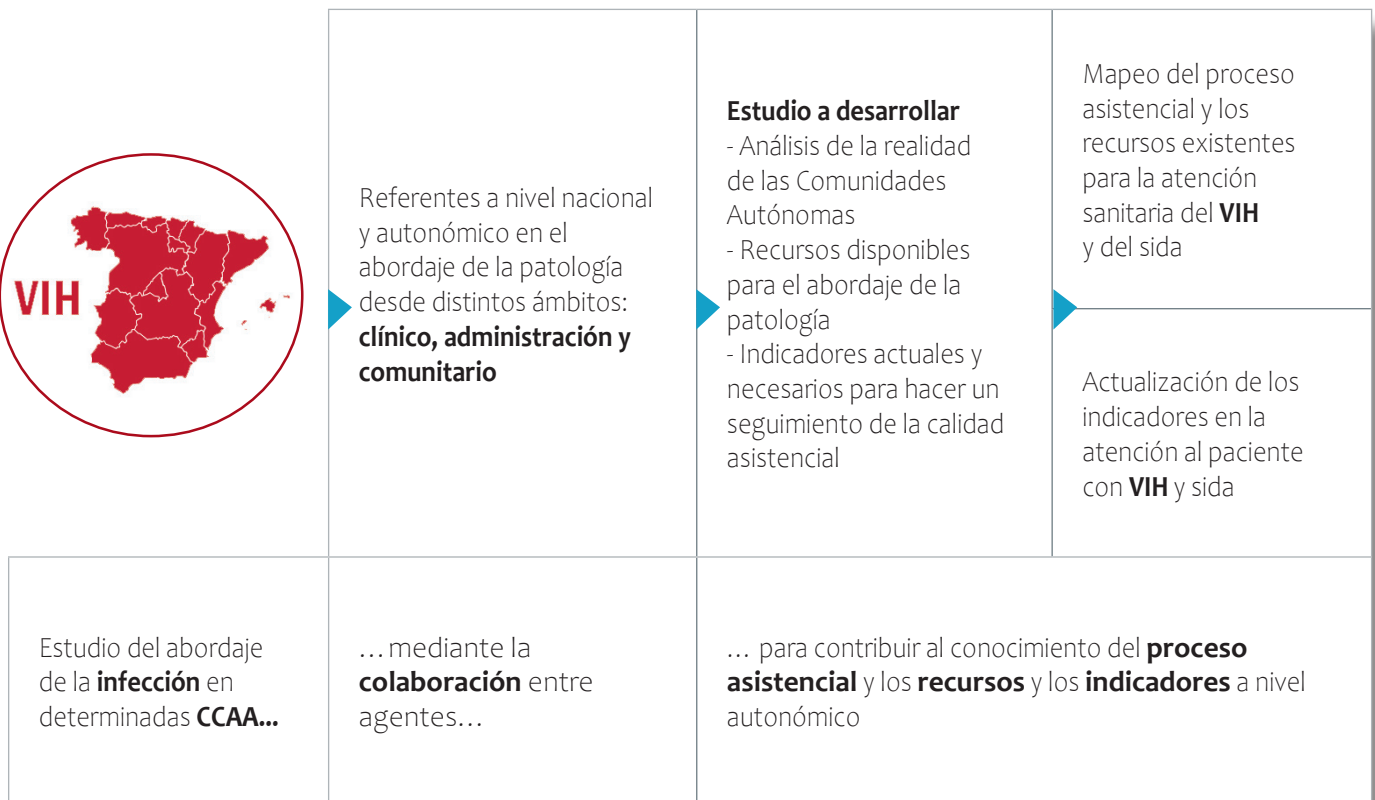 VIH
Referentes a nivel nacional
y autonómico en el
abordaje de la patología
desde distintos ámbitos:
clínico, administración y
comunitario
Estudio a desarrollar
- Análisis de la realidad
de las Comunidades
Autónomas
- Recursos disponibles
para el abordaje de la
patología
- Indicadores actuales y
necesarios para hacer un
seguimiento de la calidad
asistencial
Mapeo del proceso
asistencial y los
recursos existentes
para la atención
sanitaria del VIH
y del sida
Actualización de los
indicadores en la
atención al paciente
con VIH y sida
Estudio del abordaje
de la infección en
determinadas CCAA...
...mediante la
colaboración entre
agentes...
... para contribuir al conocimiento del proceso
asistencial y los recursos y los indicadores a nivel
autonómico